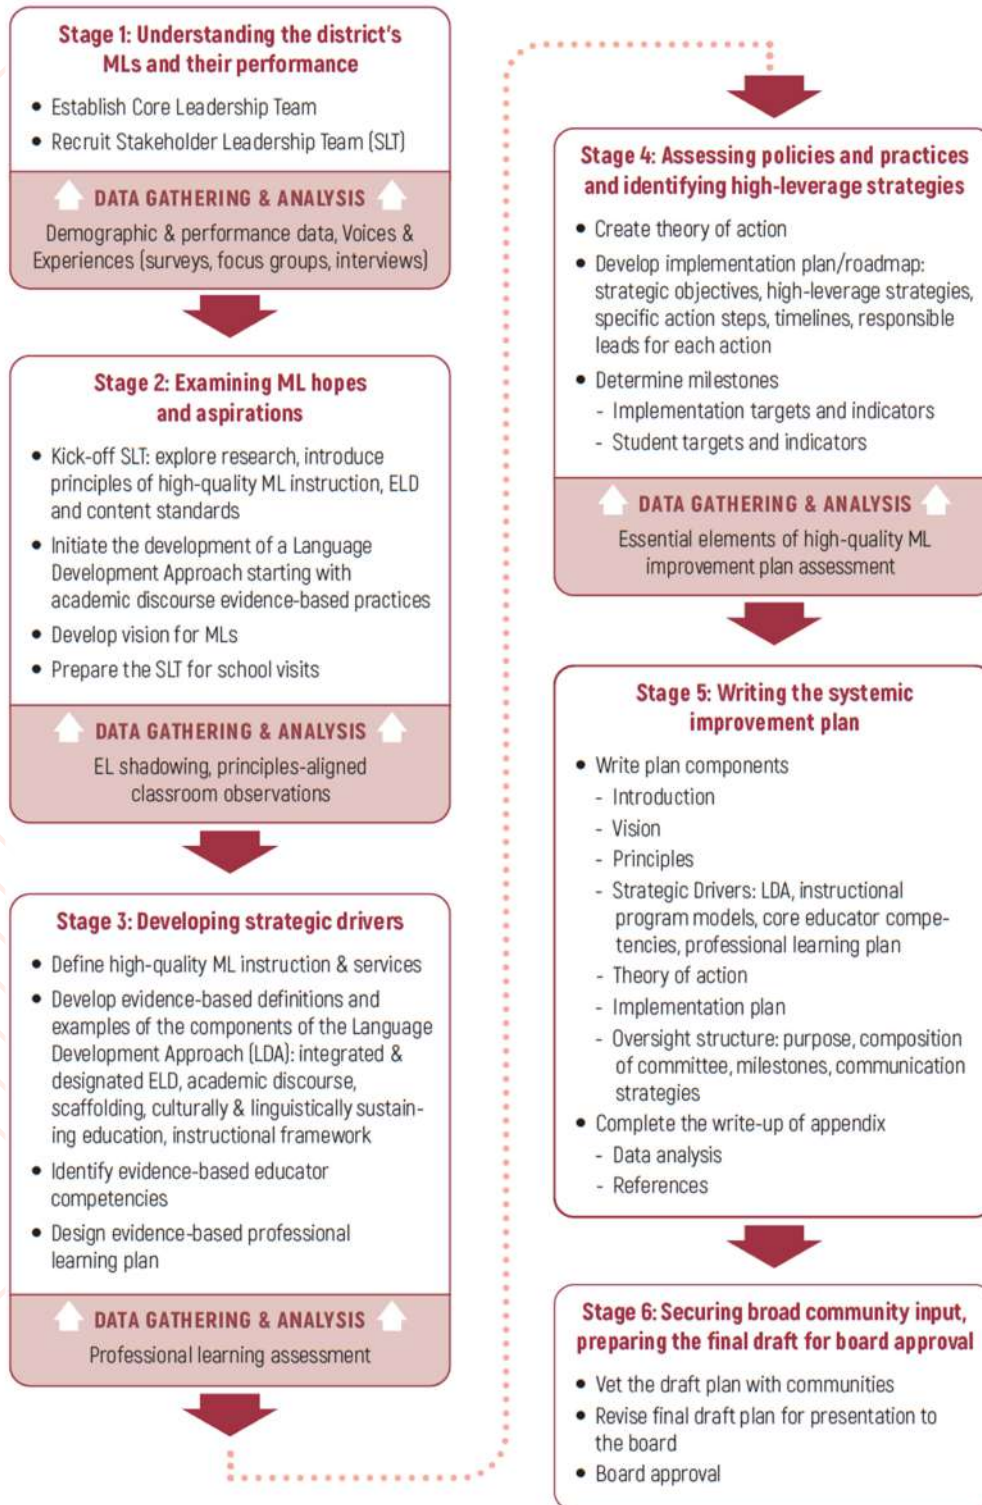 Stage 1: Understanding the district's
MLs and their performance
• Establish Core Leadership Team
• Recruit Stakeholder Leadership Team (SLT)
DATA GATHERING & ANALYSIS
Demographic & performance data, Voices &
Experiences (surveys, focus groups, interviews)
Stage 2: Examining ML hopes
and aspirations
• Kick-off SLT: explore research, introduce
principles of high-quality ML instruction, ELD
and content standards
• Initiate the development of a Language
Development Approach starting with
academic discourse evidence-based practices
• Develop vision for MLs
• Prepare the SLT for school visits
DATA GATHERING & ANALYSIS
EL shadowing, principles-aligned
classroom observations
Stage 3: Developing strategic drivers
• Define high-quality ML instruction & services
• Develop evidence-based definitions and
examples of the components of the Language
Development Approach (LDA): integrated &
designated ELD, academic discourse,
scaffolding, culturally & linguistically sustain-
ing education, instructional framework
• Identify evidence-based educator
competencies
• Design evidence-based professional
learning plan
DATA GATHERING & ANALYSIS
Professional learning assessment
Stage 4: Assessing policies and practices
and identifying high-leverage strategies
• Create theory of action
• Develop implementation plan/roadmap:
strategic objectives, high-leverage strategies,
specific action steps, timelines, responsible
leads for each action
• Determine milestones
- Implementation targets and indicators
- Student targets and indicators
DATA GATHERING & ANALYSIS
Essential elements of high-quality ML
improvement plan assessment
Stage 5: Writing the systemic
improvement plan
• Write plan components
- Introduction
- Vision
- Principles
- Strategic Drivers: LDA, instructional
program models, core educator compe-
tencies, professional learning plan
- Theory of action
- Implementation plan
- Oversight structure: purpose, composition
of committee, milestones, communication
strategies
• Complete the write-up of appendix
- Data analysis
- References
Stage 6: Securing broad community input,
preparing the final draft for board approval
• Vet the draft plan with communities
• Revise final draft plan for presentation to
the board
• Board approval